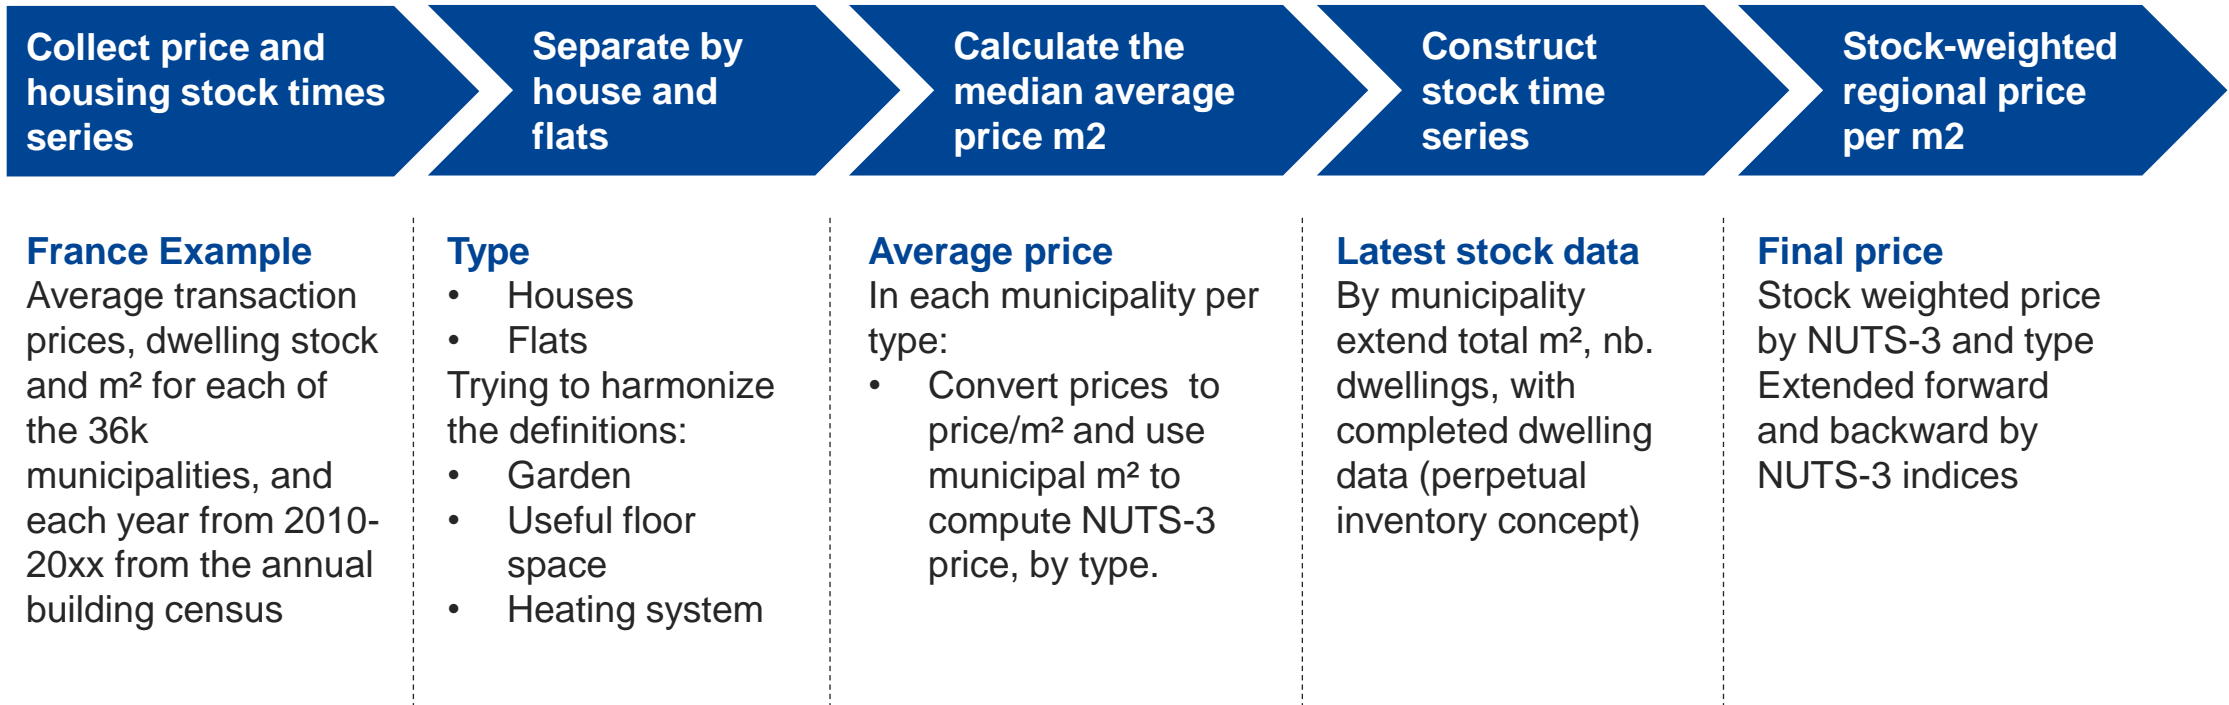 Collect price and
housing stock times
series
Separate by
house and
flats
Calculate the
median average
price m2
Construct
stock time
series
Stock-weighted
regional price
per m2
France Example
Average transaction
prices, dwelling stock
and m² for each of
the 36k
municipalities, and
each year from 2010-
20xx from the annual
building census
Type
• Houses
• Flats
Trying to harmonize
the definitions:
• Garden
• Useful floor
space
• Heating system
Average price
In each municipality per
type:
• Convert prices  to
price/m² and use
municipal m² to
compute NUTS-3
price, by type.
Latest stock data
By municipality
extend total m², nb.
dwellings, with
completed dwelling
data (perpetual
inventory concept)
Final price
Stock weighted price
by NUTS-3 and type
Extended forward
and backward by
NUTS-3 indices